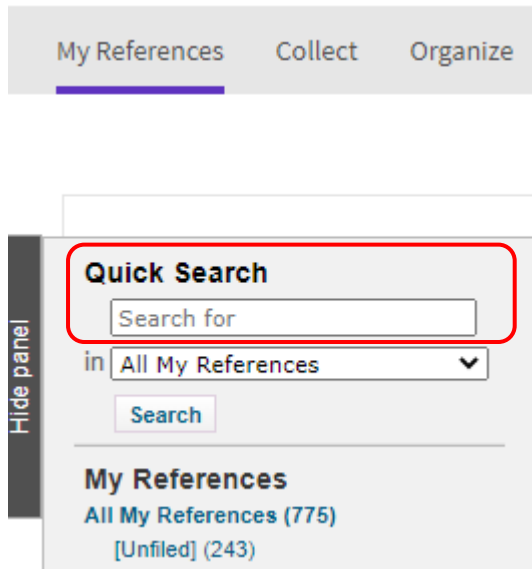 My References Collect Organize
Hide panel
Quick Search
Search for
in All My References
Search
My References
All My References (775)
[Unfiled] (243)